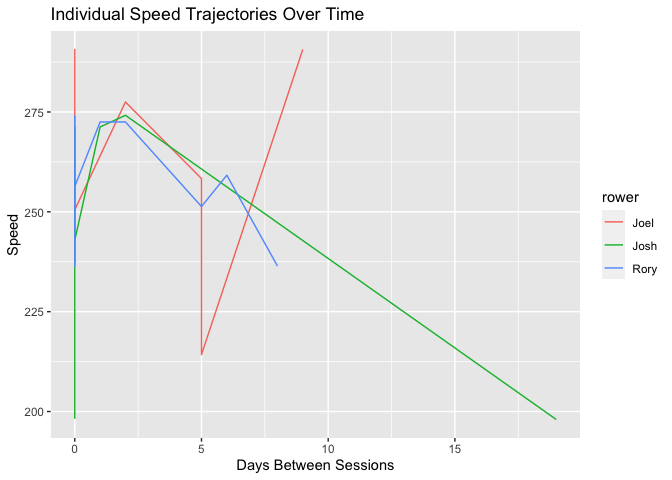 Individual Speed Trajectories Over Time
275
250
225
200
Speed
0 5 10 15
Days Between Sessions
rower
Joel
Josh
Rory